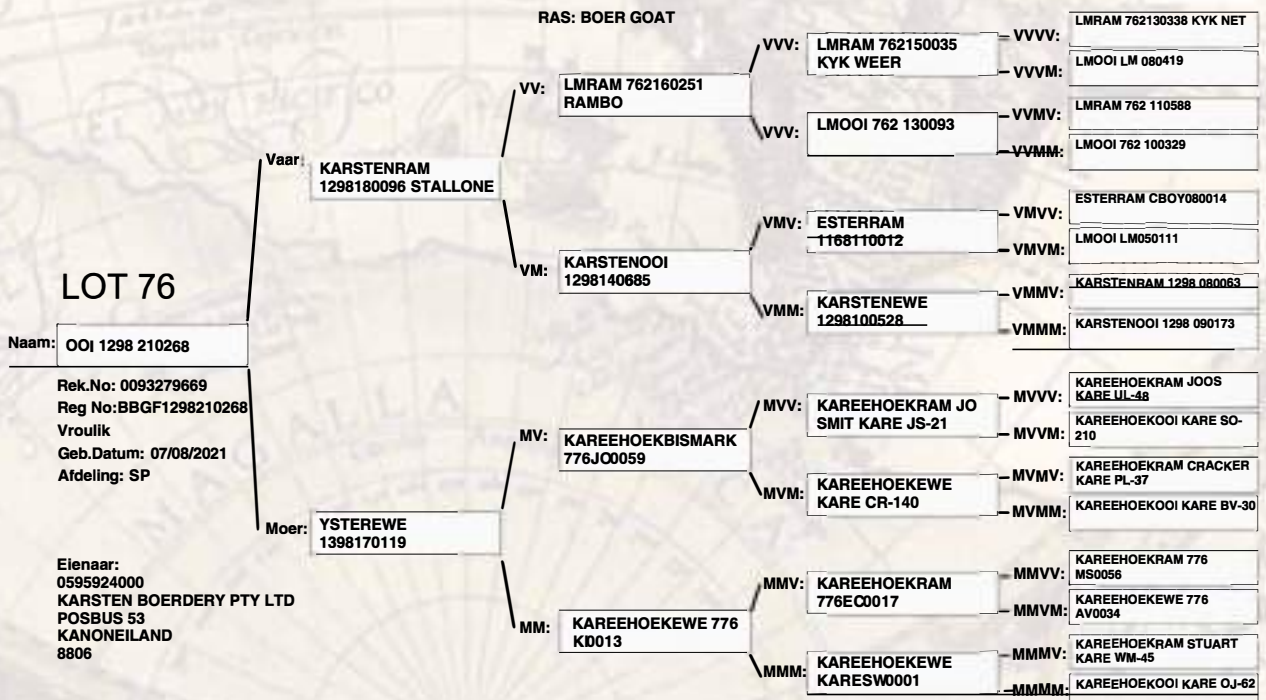 RAS: BOER GOAT
LOT 76
Naam: OOI 1298 210268
Rek.No: 0093279669
Reg No:BBGF1298210268
Vroulik
Geb.Datum: 07/08/2021
Afdeling: SP
Eienaar:
0595924000
KARSTEN BOERDERY PTY LTD
POSBUS 53
KANONEILAND
8806
Vaar: KARSTENRAM
1298180096 STALLONE
Moer: YSTEREWE
1398170119
VV: LMRAM 762160251
RAMBO
VM: KARSTENOOI
1298140685
MV: KAREEHOEKBISMARK
776JO0059
MM: KAREEHOEKEWE 776
KI0013
VVV: LMRAM 762150035
KYK WEER
VVV: LMOOI 762 130093
VMV: ESTERRAM
1168110012
VMM: KARSTENEWE
1298100528
MVV: KAREEHOEKRAM JO
SMIT KARE JS-21
MVM: KAREEHOEKEWE
KARE CR-140
MMV: KAREEHOEKRAM
776EC0017
MMM: KAREEHOEKEWE
KARESW0001
VVVV: LMRAM 762130338 KYK NET
VVVM: LMOOI LM 080419
VVMV: LMRAM 762 110588
VVMM: LMOOI 762 100329
VMVV: ESTERRAM CBOY080014
VMVM: LMOOI LM050111
VMMV: KARSTENRAM 1298 080063
VMMM: KARSTENOOI 1298 090173
MVVV: KAREEHOEKRAM JOOS
KARE UL-48
MVVM: KAREEHOEKOOI KARE SO-
210
MVMV: KAREEHOEKRAM CRACKER
KARE PL-37
MVMM: KAREEHOEKOOI KARE BV-30
MMVV: KAREEHOEKRAM 776
MS0056
MMVM: KAREEHOEKEWE 776
AV0034
MMMV: KAREEHOEKRAM STUART
KARE WM-45
MMMM: KAREEHOEKOOI KARE OJ-62